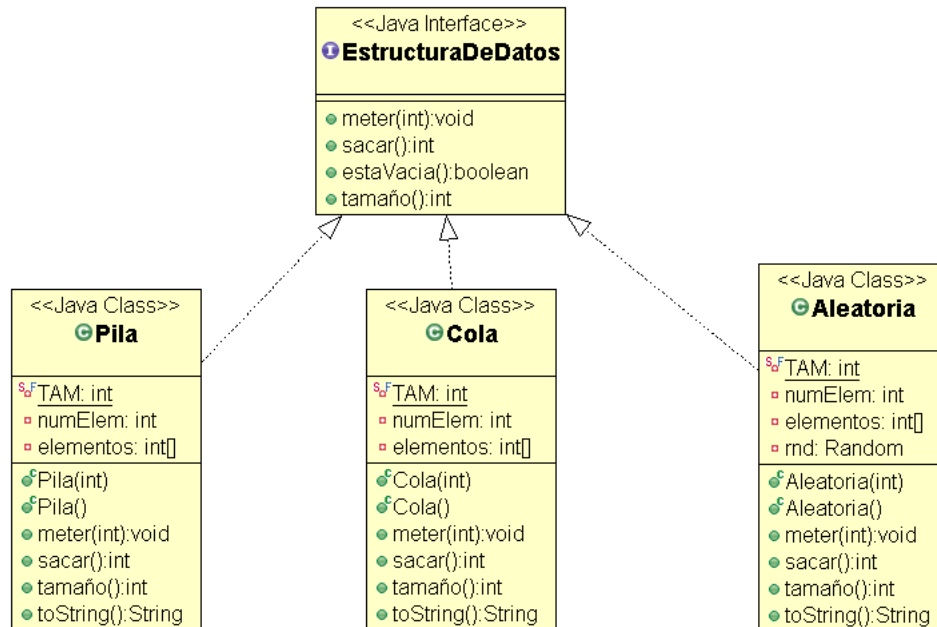 <<Java Interface>>
EstructuraDeDatos
meter(int):void
sacar():int
estaVacia():boolean
tamaño():int
<<Java Class>>
Pila
TAM: int
numElem: int
elementos: int[]
Pila(int)
Pila()
meter(int):void
sacar():int
tamaño():int
toString():String
<<Java Class>>
Cola
TAM: int
numElem: int
elementos: int[]
Cola(int)
Cola()
meter(int):void
sacar():int
tamaño():int
toString():String
<<Java Class>>
Aleatoria
TAM: int
numElem: int
elementos: int[]
rnd: Random
Aleatoria(int)
Aleatoria()
meter(int):void
sacar():int
tamaño():int
toString():String